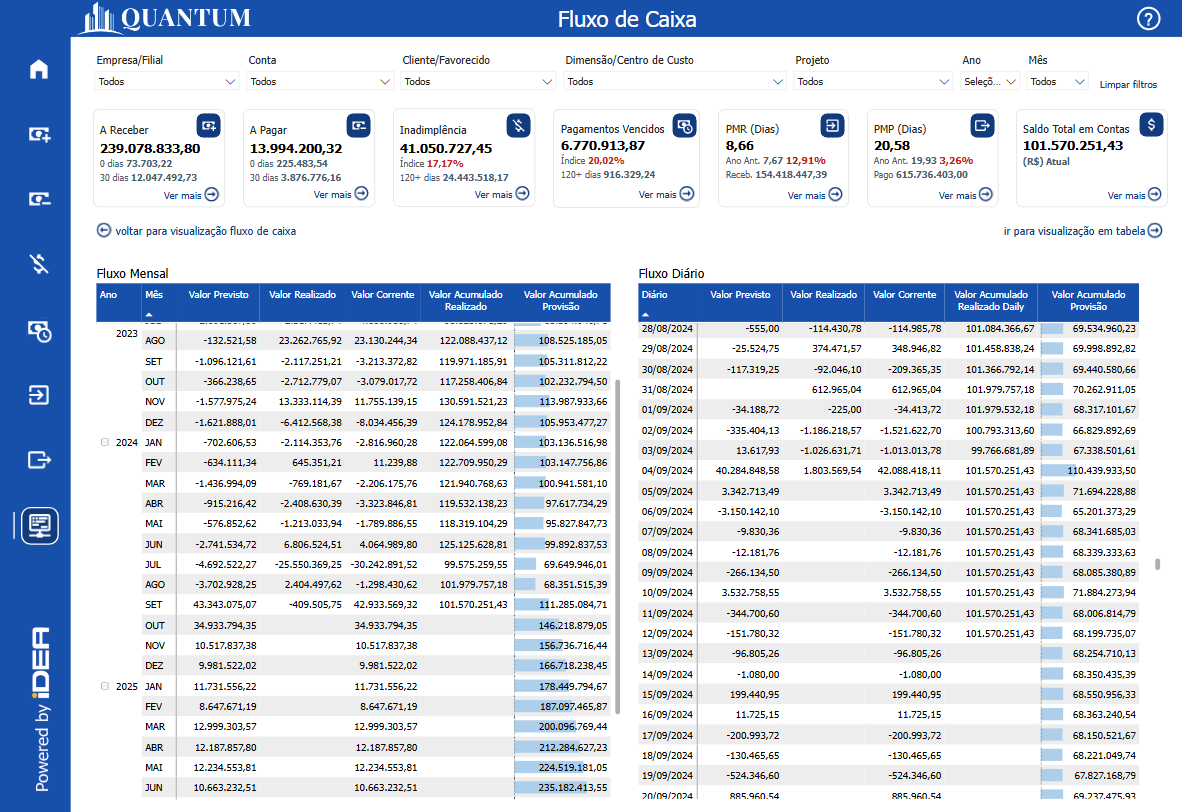 QUANTUM
Fluxo de Caixa
?
Empresa/Filial Conta Cliente/Favorecido Dimensão/Centro de Custo Projeto Ano Mês
Todos Todos Todos Todos Todos Seleçõ... Todos Limpar filtros
A Receber
239.078.833,80
0 dias 73.703,22
30 dias 12.047.492,73
Ver mais
A Pagar
13.994.200,32
0 dias 225.483,54
30 dias 3.876.776,16
Ver mais
Inadimplência
41.050.727,45
Índice 17,17%
120+ dias 24.443.518,17
Ver mais
Pagamentos Vencidos
6.770.913,87
Índice 20,02%
120+ dias 916.329,24
Ver mais
PMR (Dias)
8,66
Ano Ant. 7,67 12,91%
Receb. 154.418.447,39
Ver mais
PMP (Dias)
20,58
Ano Ant. 19,93 3,26%
Pago 615.736.403,00
Ver mais
$
Saldo Total em Contas
101.570.251,43
(R$) Atual
Ver mais
voltar para visualização fluxo de caixa
ir para visualização em tabela
Fluxo Mensal
Ano Mês Valor Previsto Valor Realizado Valor Corrente Valor Acumulado Realizado Valor Acumulado Provisão
2023 AGO -132.521,58 23.262.765,92 23.130.244,34 122.088.437,12 108.525.185,05
SET -1.096.121,61 -2.117.251,21 -3.213.372,82 119.971.185,91 105.311.812,22
OUT -366.238,65 -2.712.779,07 -3.079.017,72 117.258.406,84 102.232.794,50
NOV -1.577.975,24 13.333.114,39 11.755.139,15 130.591.521,23 113.987.933,66
DEZ -1.621.888,01 -6.412.568,38 -8.034.456,39 124.178.952,84 105.953.477,27
2024 JAN -702.606,53 -2.114.353,76 -2.816.960,28 122.064.599,08 103.136.516,98
FEV -634.111,34 645.351,21 11.239,88 122.709.950,29 103.147.756,86
MAR -1.436.994,09 -769.181,67 -2.206.175,76 121.940.768,63 100.941.581,10
ABR -915.216,42 -2.408.630,39 -3.323.846,81 119.532.138,23 97.617.734,29
MAI -576.852,62 -1.213.033,94 -1.789.886,55 118.319.104,29 95.827.847,73
JUN -2.741.534,72 6.806.524,51 4.064.989,80 125.125.628,81 99.892.837,53
JUL -4.692.522,27 -25.550.369,25 -30.242.891,52 99.575.259,55 69.649.946,01
AGO -3.702.928,25 2.404.497,62 -1.298.430,62 101.979.757,18 68.351.515,39
SET 43.343.075,07 -409.505,75 42.933.569,32 101.570.251,43 111.285.084,71
OUT 34.933.794,35 34.933.794,35 146.218.879,05
NOV 10.517.837,38 10.517.837,38 156.736.716,44
DEZ 9.981.522,02 9.981.522,02 166.718.238,45
2025 JAN 11.731.556,22 11.731.556,22 178.449.794,67
FEV 8.647.671,19 8.647.671,19 187.097.465,87
MAR 12.999.303,57 12.999.303,57 200.096.769,44
ABR 12.187.857,80 12.187.857,80 212.284.627,23
MAI 12.234.553,81 12.234.553,81 224.519.181,05
JUN 10.663.232,51 10.663.232,51 235.182.413,55
Fluxo Diário
Diário Valor Previsto Valor Realizado Valor Corrente Valor Acumulado Realizado Daily Valor Acumulado Provisão
28/08/2024 -555,00 -114.430,78 -114.985,78 101.084.366,67 69.534.960,23
29/08/2024 -25.524,75 374.471,57 348.946,82 101.458.838,24 69.998.892,82
30/08/2024 -117.319,25 -92.046,10 -209.365,35 101.366.792,14 69.440.580,66
31/08/2024 612.965,04 612.965,04 101.979.757,18 70.262.911,05
01/09/2024 -34.188,72 -225,00 -34.413,72 101.979.532,18 68.317.101,67
02/09/2024 -335.404,13 -1.186.218,57 -1.521.622,70 100.793.313,60 66.829.892,69
03/09/2024 13.617,93 -1.026.631,71 -1.013.013,78 99.766.681,89 67.338.501,61
04/09/2024 40.284.848,58 1.803.569,54 42.088.418,11 101.570.251,43 110.439.933,50
05/09/2024 3.342.713,49 3.342.713,49 101.570.251,43 71.694.228,88
06/09/2024 -3.150.142,10 -3.150.142,10 101.570.251,43 65.201.373,29
07/09/2024 -9.830,36 -9.830,36 101.570.251,43 68.341.685,03
08/09/2024 -12.181,76 -12.181,76 101.570.251,43 68.339.333,63
09/09/2024 -266.134,50 -266.134,50 101.570.251,43 68.085.380,89
10/09/2024 3.532.758,55 3.532.758,55 101.570.251,43 71.884.273,94
11/09/2024 -344.700,60 -344.700,60 101.570.251,43 68.006.814,79
12/09/2024 -151.780,32 -151.780,32 101.570.251,43 68.199.735,07
13/09/2024 -96.805,26 -96.805,26 68.254.710,13
14/09/2024 -1.080,00 -1.080,00 68.350.435,39
15/09/2024 199.440,95 199.440,95 68.550.956,33
16/09/2024 11.725,15 11.725,15 68.363.240,54
17/09/2024 -200.993,72 -200.993,72 68.150.521,67
18/09/2024 -130.465,65 -130.465,65 68.221.049,74
19/09/2024 -524.346,60 -524.346,60 67.827.168,79
20/09/2024 885.960,54 885.960,54 69.237.475,93
Powered by iDEA